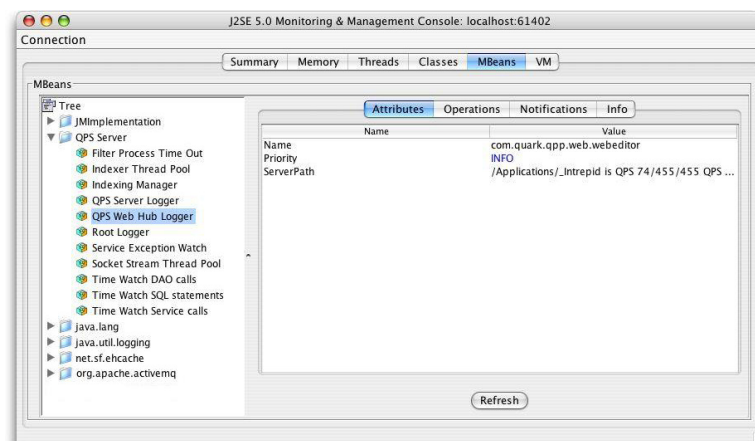 J2SE 5.0 Monitoring & Management Console: localhost:61402
Connection
Summary Memory Threads Classes MBeans VM
MBeans
Tree
JMImplementation
QPS Server
Filter Process Time Out
Indexer Thread Pool
Indexing Manager
QPS Server Logger
QPS Web Hub Logger
Root Logger
Service Exception Watch
Socket Stream Thread Pool
Time Watch DAO calls
Time Watch SQL statements
Time Watch Service calls
java.lang
java.util.logging
net.sf.ehcache
org.apache.activemq
Attributes Operations Notifications Info
Name Value
Name com.quark.qpp.web.webeditor
Priority INFO
ServerPath /Applications/_Intrepid is QPS 74/455/455 QPS ...
Refresh